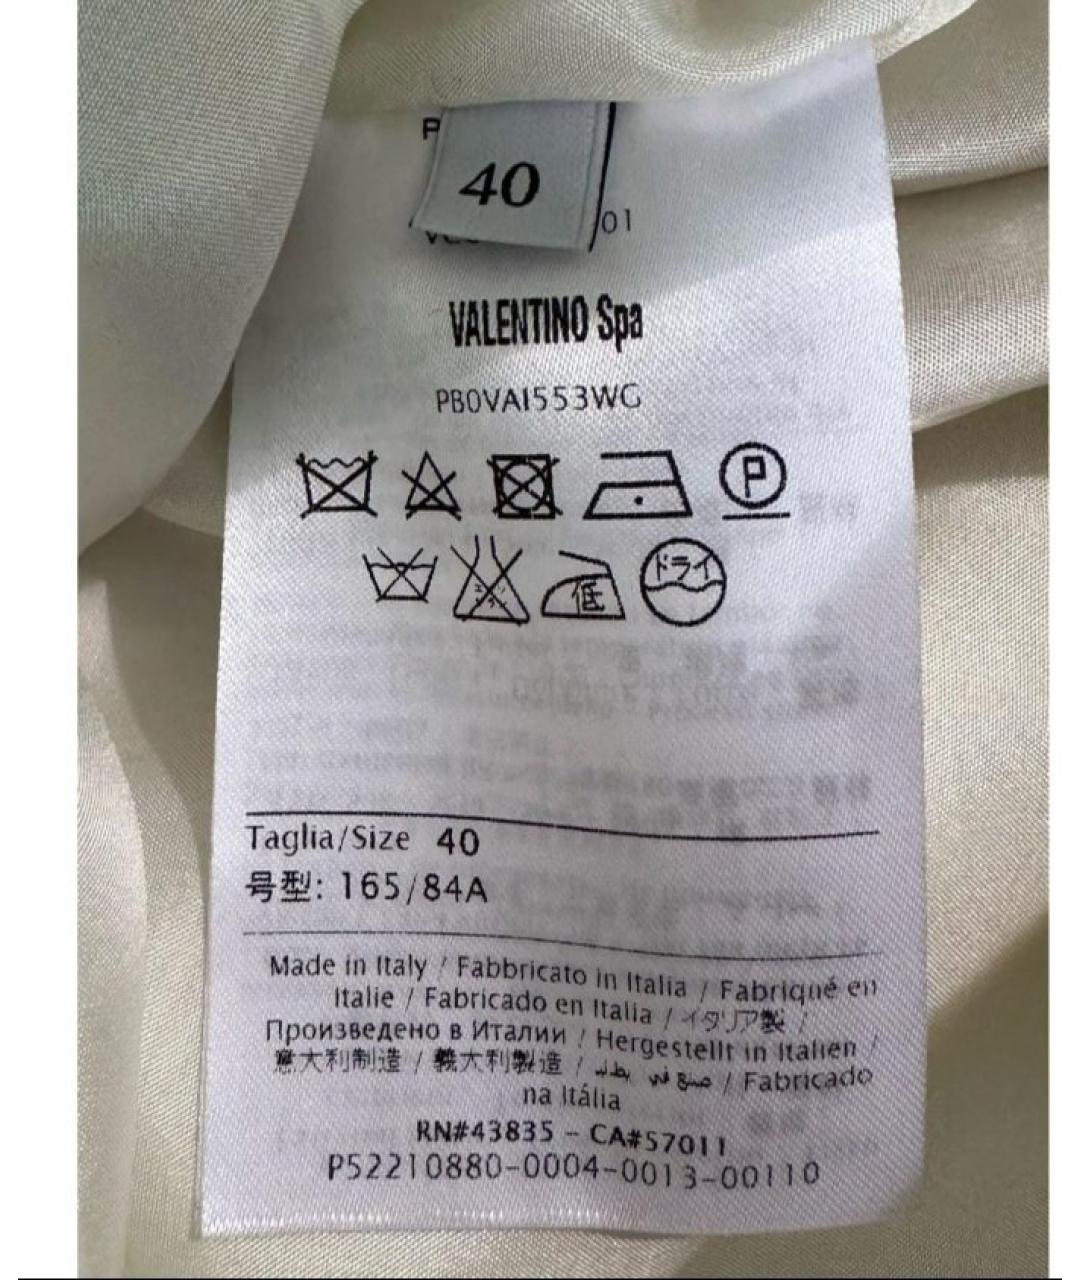 P
40
01
VALENTINO Spa
PB0VAI553WG
P
ドライ
低
Taglia/Size 40
号型: 165/84A
Made in Italy / Fabbricato in Italia / Fabriqué en
Italie / Fabricado en Italia / イタリア製 /
Произведено в Италии / Hergestellt in Italien /
意大利制造 / 義大利製造 / صنع في / Fabricado
na Itália
RN#43835 - CA#57011
P52210880-0004-0013-00110